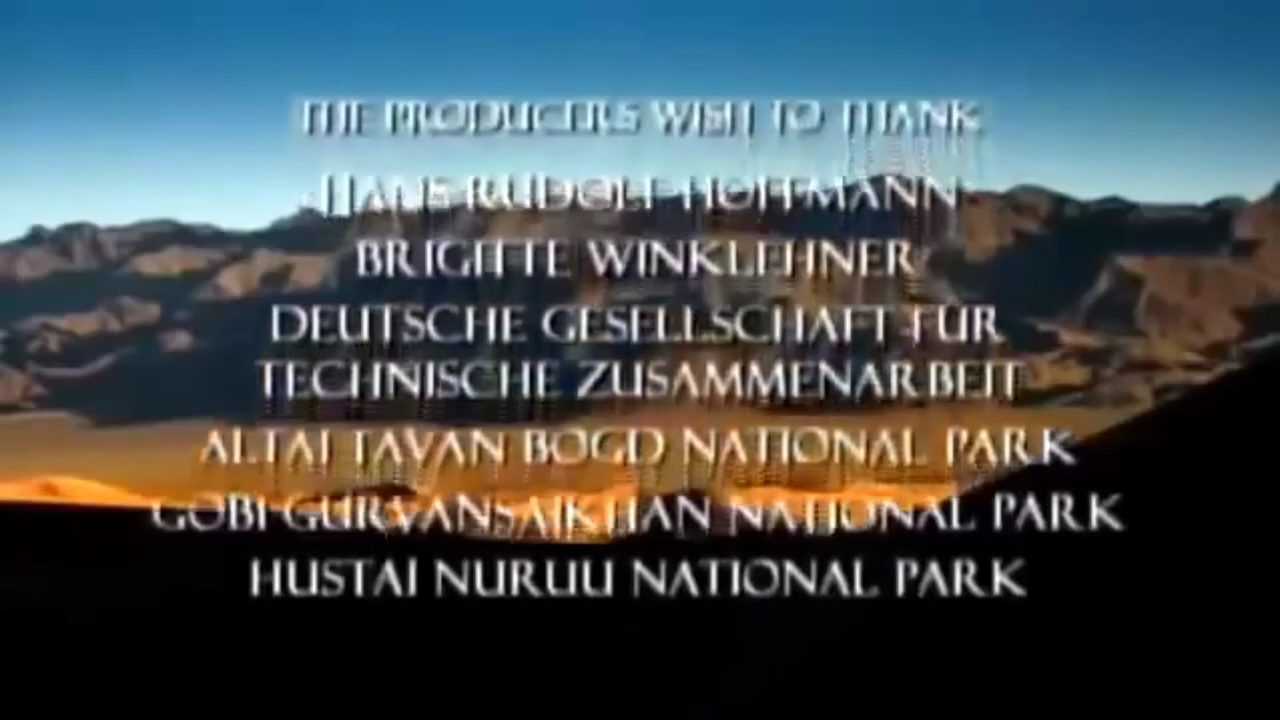 THE PRODUCERS WISH TO THANK
HANS RUDOLF HOFFMANN
BRIGITTE WINKLEHNER
DEUTSCHE GESELLSCHAFT FUR
TECHNISCHE ZUSAMMENARBEIT
ALTAI TAVAN BOGD NATIONAL PARK
GOBI GURVANSAIKHAN NATIONAL PARK
HUSTAI NURUU NATIONAL PARK